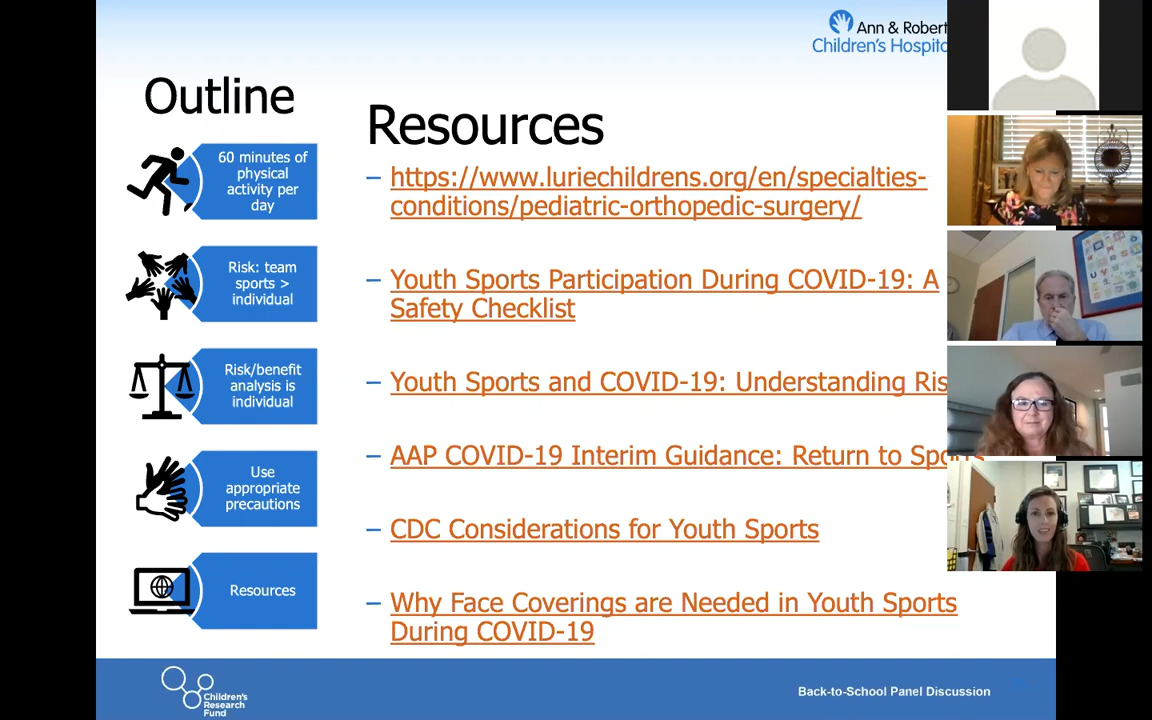 Ann & Robert
Children's Hospita
Outline
Resources
60 minutes of
physical
activity per
day
Risk: team
sports >
individual
Risk/benefit
analysis is
individual
Use
appropriate
precautions
Resources
– https://www.luriechildrens.org/en/specialties-
conditions/pediatric-orthopedic-surgery/
– Youth Sports Participation During COVID-19: A
Safety Checklist
– Youth Sports and COVID-19: Understanding Ris
– AAP COVID-19 Interim Guidance: Return to Sports
– CDC Considerations for Youth Sports
– Why Face Coverings are Needed in Youth Sports
During COVID-19
Children's
Research
Fund
Back-to-School Panel Discussion